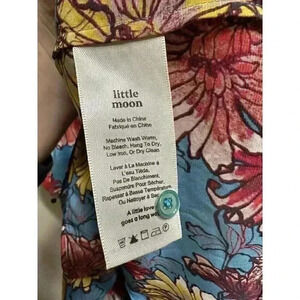 little
moon
Made in China
Fabriqué en Chine
Machine Wash Warm,
No Bleach, Hang To Dry,
Low Iron, Or Dry Clean
Laver À La Machine À
L'eau Tiède,
Pas De Blanchiment,
Suspendre Pour Sécher,
Repasser à Basse Température
Ou Nettoyer À
A little love
goes a long